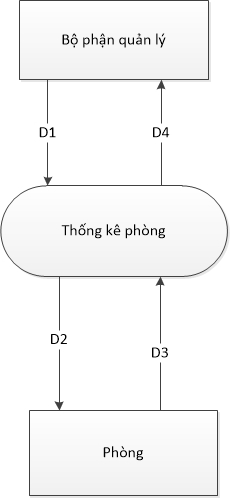 Bộ phận quản lý
D1
D4
Thống kê phòng
D2
D3
Phòng